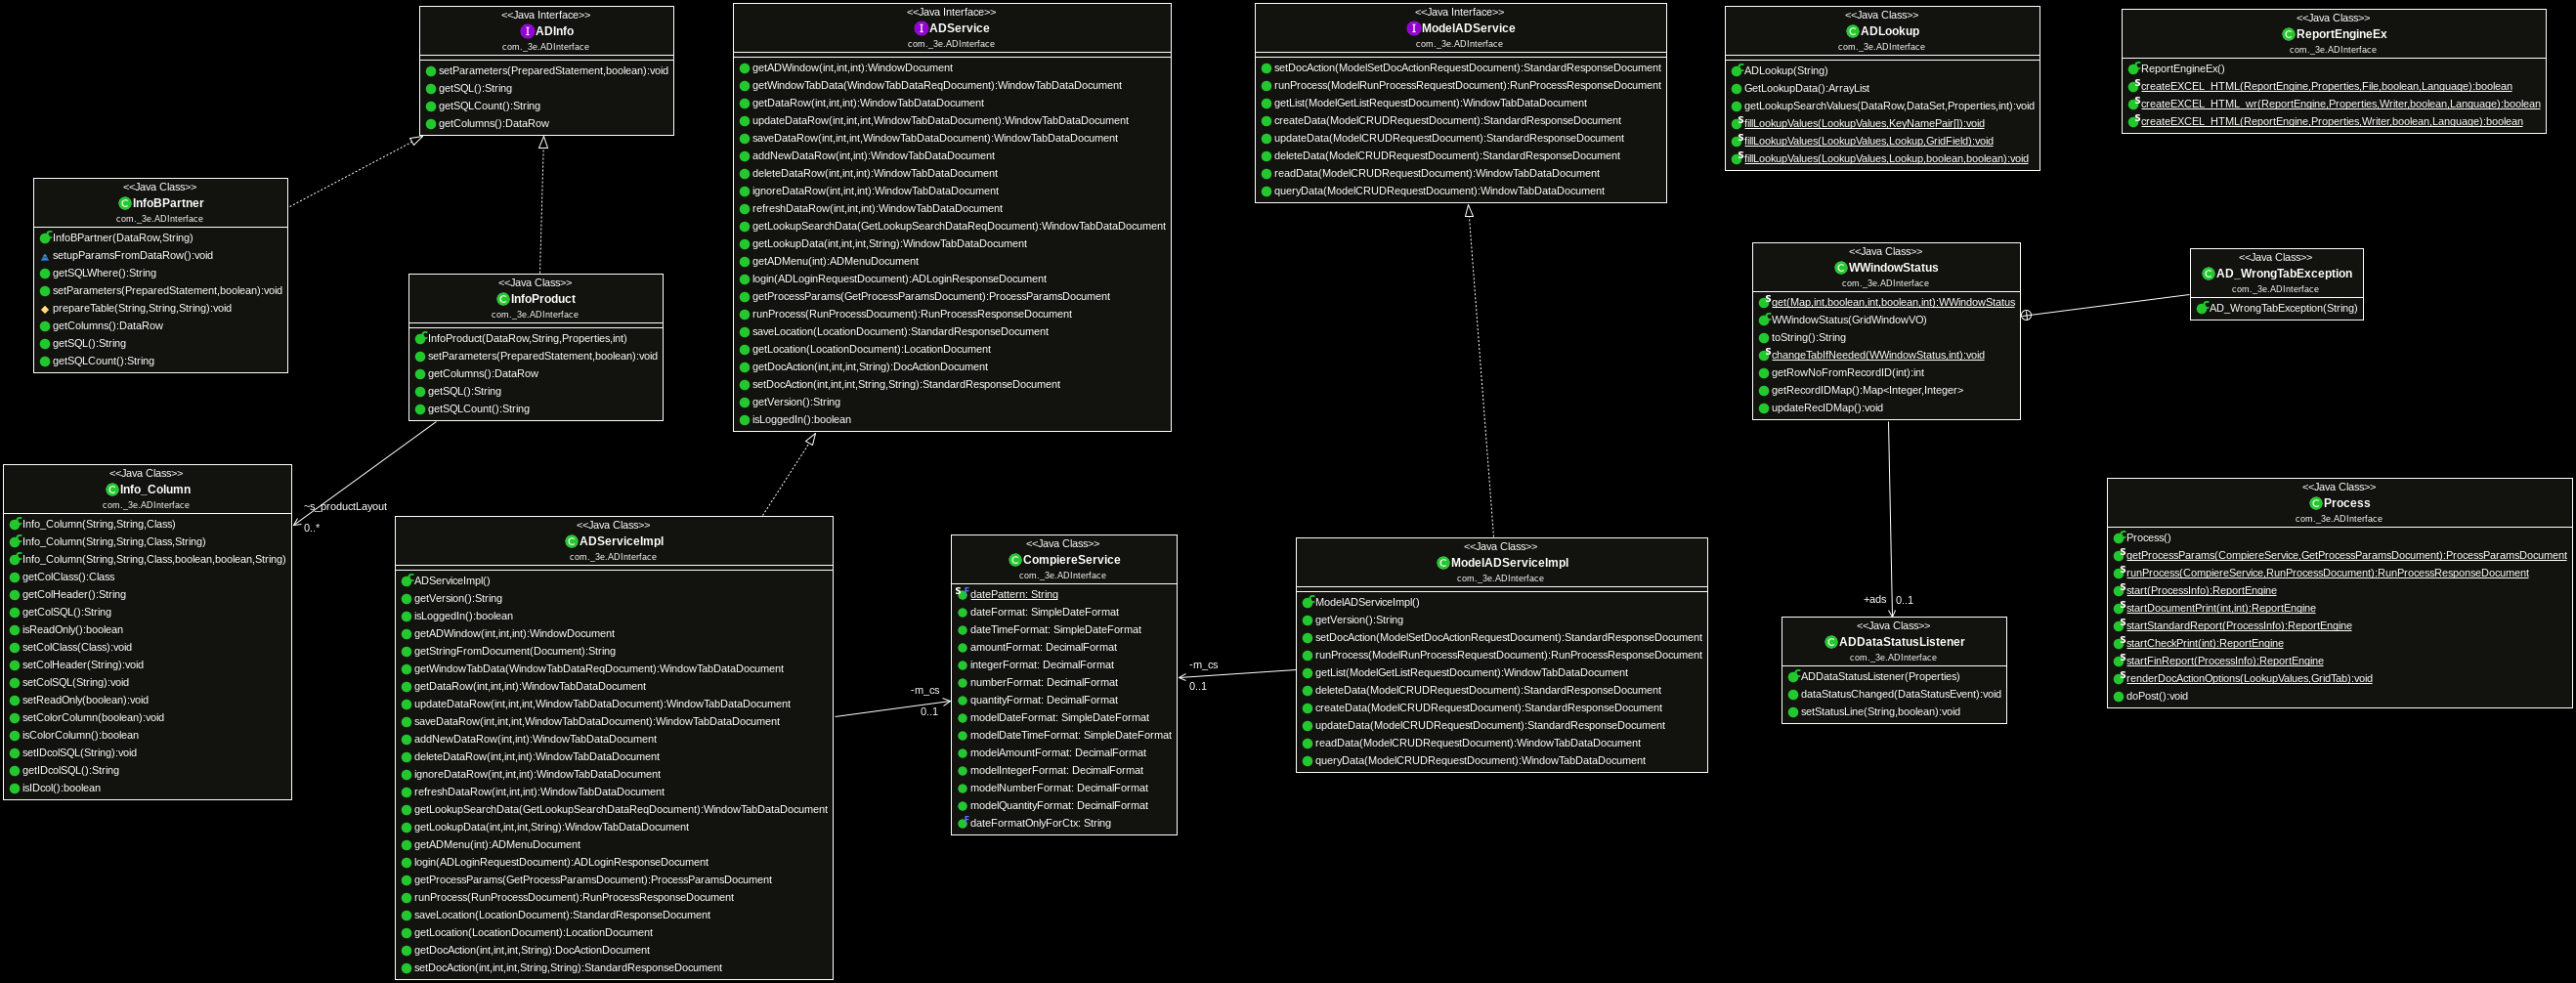 <<Java Interface>>
ADInfo
com._3e.ADInterface
setParameters(PreparedStatement,boolean):void
getSQL():String
getSQLCount():String
getColumns():DataRow
<<Java Interface>>
ADService
com._3e.ADInterface
getADWindow(int,int,int):WindowDocument
getWindowTabData(WindowTabDataReqDocument):WindowTabDataDocument
getDataRow(int,int,int):WindowTabDataDocument
updateDataRow(int,int,int,WindowTabDataDocument):WindowTabDataDocument
saveDataRow(int,int,int,WindowTabDataDocument):WindowTabDataDocument
addNewDataRow(int,int):WindowTabDataDocument
deleteDataRow(int,int,int):WindowTabDataDocument
ignoreDataRow(int,int,int):WindowTabDataDocument
refreshDataRow(int,int,int):WindowTabDataDocument
getLookupSearchData(GetLookupSearchDataReqDocument):WindowTabDataDocument
getLookupData(int,int,int,String):WindowTabDataDocument
getADMenu(int):ADMenuDocument
login(ADLoginRequestDocument):ADLoginResponseDocument
getProcessParams(GetProcessParamsDocument):ProcessParamsDocument
runProcess(RunProcessDocument):RunProcessResponseDocument
saveLocation(LocationDocument):StandardResponseDocument
getLocation(LocationDocument):LocationDocument
getDocAction(int,int,int,String):DocActionDocument
setDocAction(int,int,int,String,String):StandardResponseDocument
getVersion():String
isLoggedIn():boolean
<<Java Interface>>
ModelADService
com._3e.ADInterface
setDocAction(ModelSetDocActionRequestDocument):StandardResponseDocument
runProcess(ModelRunProcessRequestDocument):RunProcessResponseDocument
getList(ModelGetListRequestDocument):WindowTabDataDocument
createData(ModelCRUDRequestDocument):StandardResponseDocument
updateData(ModelCRUDRequestDocument):StandardResponseDocument
deleteData(ModelCRUDRequestDocument):StandardResponseDocument
readData(ModelCRUDRequestDocument):WindowTabDataDocument
queryData(ModelCRUDRequestDocument):WindowTabDataDocument
<<Java Class>>
ADLookup
com._3e.ADInterface
ADLookup(String)
GetLookupData():ArrayList
getLookupSearchValues(DataRow,DataSet,Properties,int):void
fillLookupValues(LookupValues,KeyNamePair[]):void
fillLookupValues(LookupValues,Lookup,GridField):void
fillLookupValues(LookupValues,Lookup,boolean,boolean):void
<<Java Class>>
ReportEngineEx
com._3e.ADInterface
ReportEngineEx()
createEXCEL_HTML(ReportEngine,Properties,File,boolean,Language):boolean
createEXCEL_HTML_wr(ReportEngine,Properties,Writer,boolean,Language):boolean
createEXCEL_HTML(ReportEngine,Properties,Writer,boolean,Language):boolean
<<Java Class>>
InfoBPartner
com._3e.ADInterface
InfoBPartner(DataRow,String)
setupParamsFromDataRow():void
getSQLWhere():String
setParameters(PreparedStatement,boolean):void
prepareTable(String,String,String):void
getColumns():DataRow
getSQL():String
getSQLCount():String
<<Java Class>>
InfoProduct
com._3e.ADInterface
InfoProduct(DataRow,String,Properties,int)
setParameters(PreparedStatement,boolean):void
getColumns():DataRow
getSQL():String
getSQLCount():String
<<Java Class>>
WWindowStatus
com._3e.ADInterface
get(Map,int,boolean,int,boolean,int):WWindowStatus
WWindowStatus(GridWindowVO)
toString():String
changeTabIfNeeded(WWindowStatus,int):void
getRowNoFromRecordID(int):int
getRecordIDMap():Map<Integer,Integer>
updateRecIDMap():void
<<Java Class>>
AD_WrongTabException
com._3e.ADInterface
AD_WrongTabException(String)
<<Java Class>>
Info_Column
com._3e.ADInterface
Info_Column(String,String,Class)
Info_Column(String,String,Class,String)
Info_Column(String,String,Class,boolean,boolean,String)
getColClass():Class
getColHeader():String
getColSQL():String
isReadOnly():boolean
setColClass(Class):void
setColHeader(String):void
setColSQL(String):void
setReadOnly(boolean):void
setColorColumn(boolean):void
isColorColumn():boolean
setIDcolSQL(String):void
getIDcolSQL():String
isIDcol():boolean
~s_productLayout
0..*
<<Java Class>>
ADServiceImpl
com._3e.ADInterface
ADServiceImpl()
getVersion():String
isLoggedIn():boolean
getADWindow(int,int,int):WindowDocument
getStringFromDocument(Document):String
getWindowTabData(WindowTabDataReqDocument):WindowTabDataDocument
getDataRow(int,int,int):WindowTabDataDocument
updateDataRow(int,int,int,WindowTabDataDocument):WindowTabDataDocument
saveDataRow(int,int,int,WindowTabDataDocument):WindowTabDataDocument
addNewDataRow(int,int):WindowTabDataDocument
deleteDataRow(int,int,int):WindowTabDataDocument
ignoreDataRow(int,int,int):WindowTabDataDocument
refreshDataRow(int,int,int):WindowTabDataDocument
getLookupSearchData(GetLookupSearchDataReqDocument):WindowTabDataDocument
getLookupData(int,int,int,String):WindowTabDataDocument
getADMenu(int):ADMenuDocument
login(ADLoginRequestDocument):ADLoginResponseDocument
getProcessParams(GetProcessParamsDocument):ProcessParamsDocument
runProcess(RunProcessDocument):RunProcessResponseDocument
saveLocation(LocationDocument):StandardResponseDocument
getLocation(LocationDocument):LocationDocument
getDocAction(int,int,int,String):DocActionDocument
setDocAction(int,int,int,String,String):StandardResponseDocument
-m_cs
0..1
<<Java Class>>
CompiereService
com._3e.ADInterface
datePattern: String
dateFormat: SimpleDateFormat
dateTimeFormat: SimpleDateFormat
amountFormat: DecimalFormat
integerFormat: DecimalFormat
numberFormat: DecimalFormat
quantityFormat: DecimalFormat
modelDateFormat: SimpleDateFormat
modelDateTimeFormat: SimpleDateFormat
modelAmountFormat: DecimalFormat
modelIntegerFormat: DecimalFormat
modelNumberFormat: DecimalFormat
modelQuantityFormat: DecimalFormat
dateFormatOnlyForCtx: String
-m_cs
0..1
<<Java Class>>
ModelADServiceImpl
com._3e.ADInterface
ModelADServiceImpl()
getVersion():String
setDocAction(ModelSetDocActionRequestDocument):StandardResponseDocument
runProcess(ModelRunProcessRequestDocument):RunProcessResponseDocument
getList(ModelGetListRequestDocument):WindowTabDataDocument
deleteData(ModelCRUDRequestDocument):StandardResponseDocument
createData(ModelCRUDRequestDocument):StandardResponseDocument
updateData(ModelCRUDRequestDocument):StandardResponseDocument
readData(ModelCRUDRequestDocument):WindowTabDataDocument
queryData(ModelCRUDRequestDocument):WindowTabDataDocument
+ads
0..1
<<Java Class>>
ADDataStatusListener
com._3e.ADInterface
ADDataStatusListener(Properties)
dataStatusChanged(DataStatusEvent):void
setStatusLine(String,boolean):void
<<Java Class>>
Process
com._3e.ADInterface
Process()
getProcessParams(CompiereService,GetProcessParamsDocument):ProcessParamsDocument
runProcess(CompiereService,RunProcessDocument):RunProcessResponseDocument
start(ProcessInfo):ReportEngine
startDocumentPrint(int,int):ReportEngine
startStandardReport(ProcessInfo):ReportEngine
startCheckPrint(int):ReportEngine
startFinReport(ProcessInfo):ReportEngine
renderDocActionOptions(LookupValues,GridTab):void
doPost():void